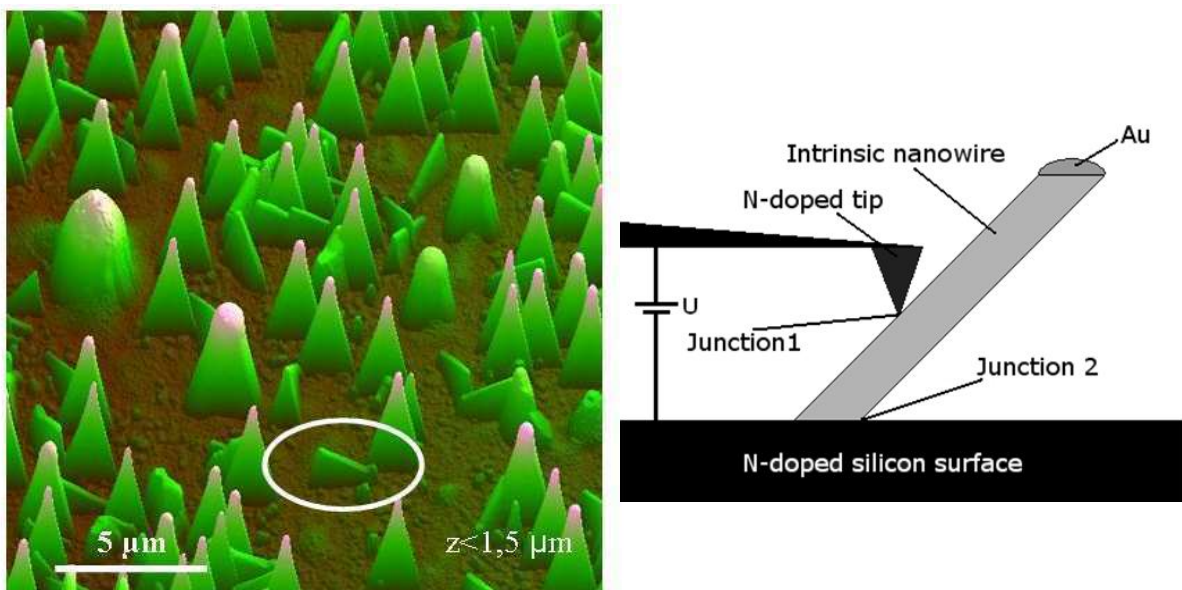 5 µm
z<1,5 µm
Au
Intrinsic nanowire
N-doped tip
U
Junction1
Junction 2
N-doped silicon surface